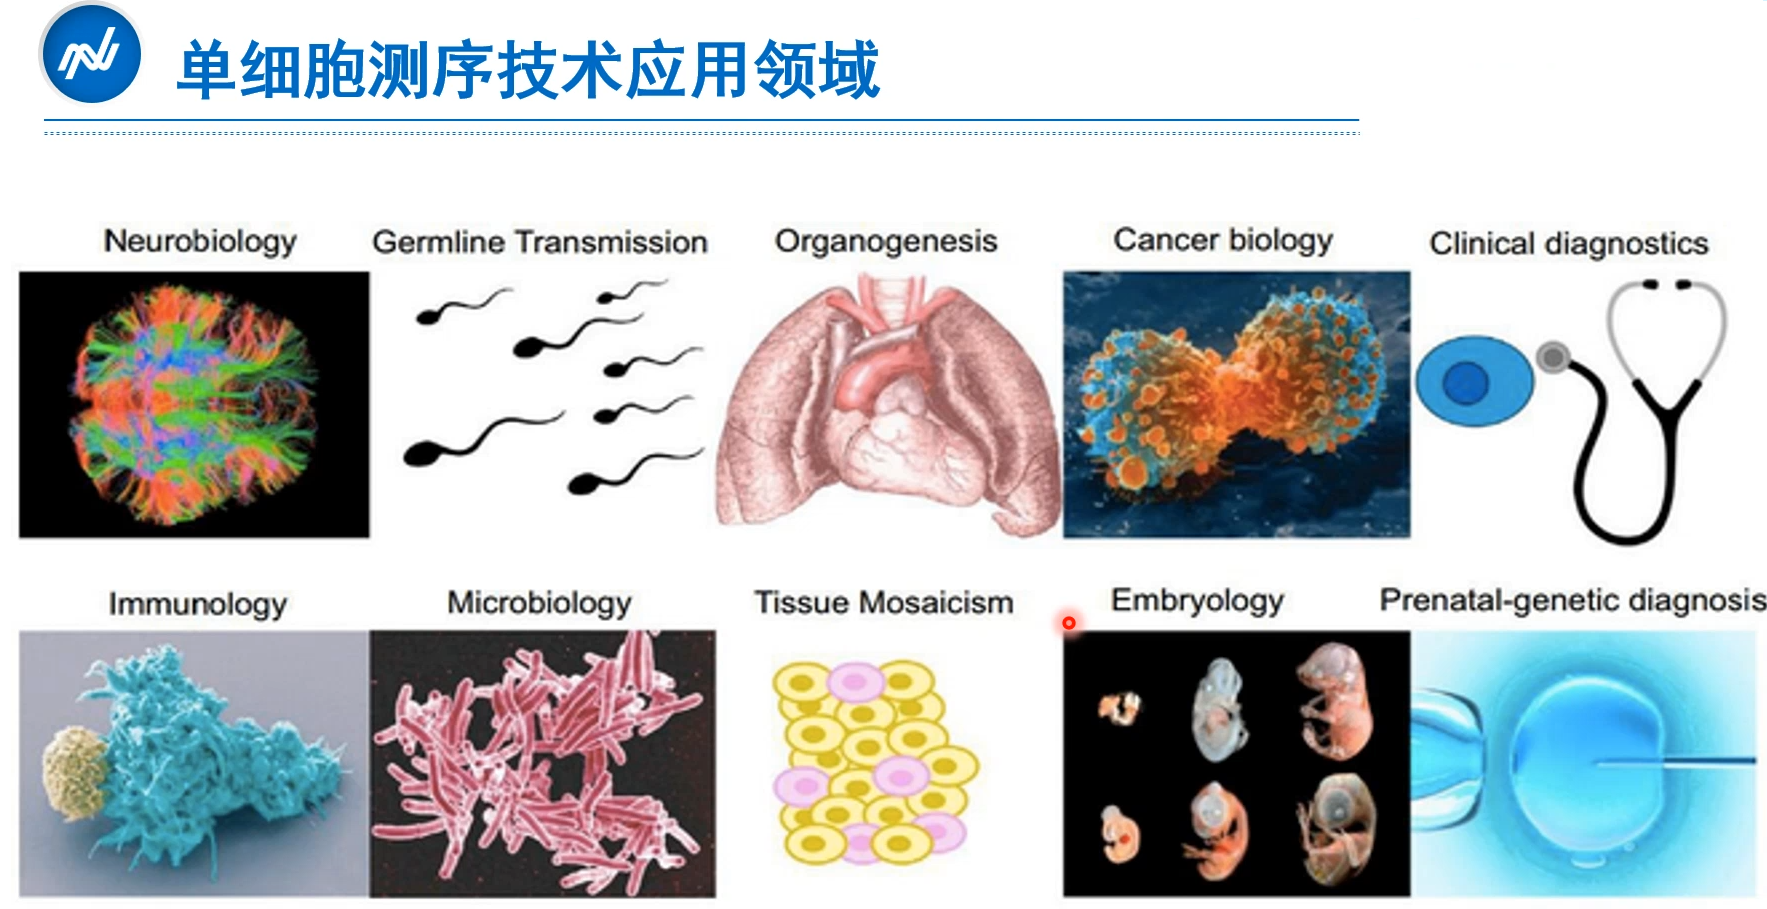 单细胞测序技术应用领域
Neurobiology
Germline Transmission
Organogenesis
Cancer biology
Clinical diagnostics
Immunology
Microbiology
Tissue Mosaicism
Embryology
Prenatal-genetic diagnosis